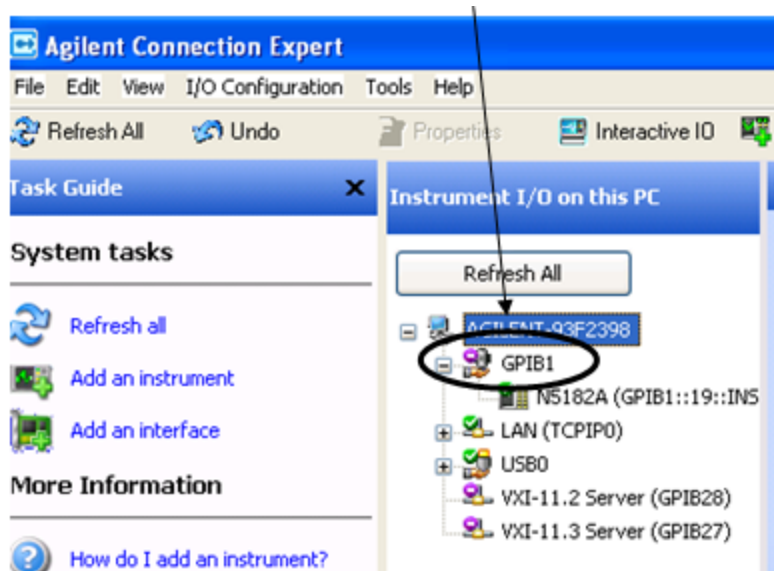 Agilent Connection Expert
File Edit View I/O Configuration Tools Help
Refresh All Undo Properties Interactive IO
Task Guide X
Instrument I/O on this PC
System tasks
Refresh all
Add an instrument
Add an interface
More Information
How do I add an instrument?
Refresh All
AGILENT-93F2398
GPIB1
N5182A (GPIB1::19::INS
LAN (TCPIP0)
USB0
VXI-11.2 Server (GPIB28)
VXI-11.3 Server (GPIB27)